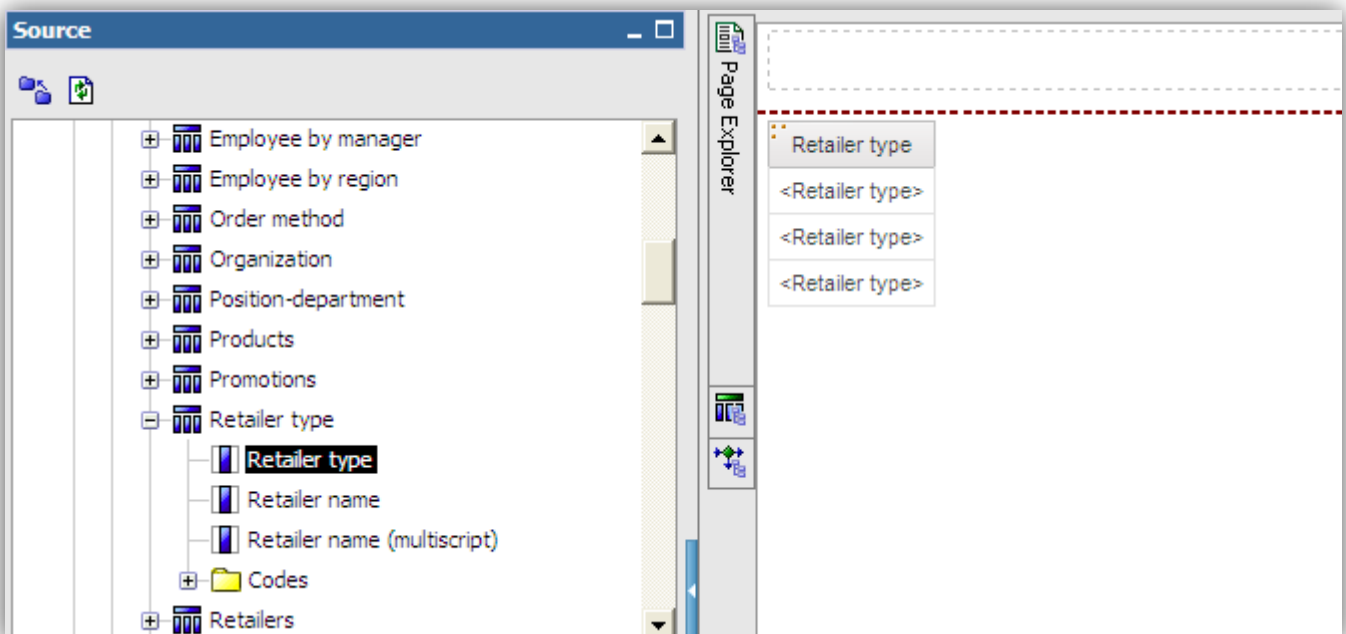 Source
Employee by manager
Employee by region
Order method
Organization
Position-department
Products
Promotions
Retailer type
Retailer type
Retailer name
Retailer name (multiscript)
Codes
Retailers
Page Explorer
Retailer type
<Retailer type>
<Retailer type>
<Retailer type>